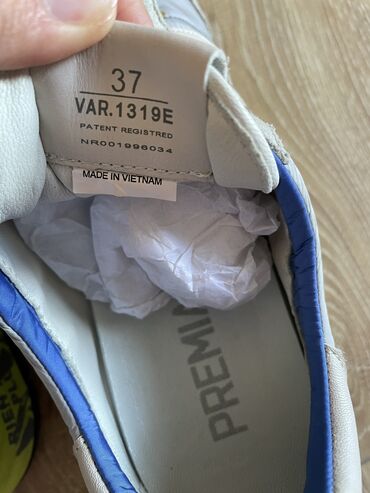 37
VAR.1319E
PATENT REGISTRED
NR001996034
MADE IN VIETNAM
PREMIA